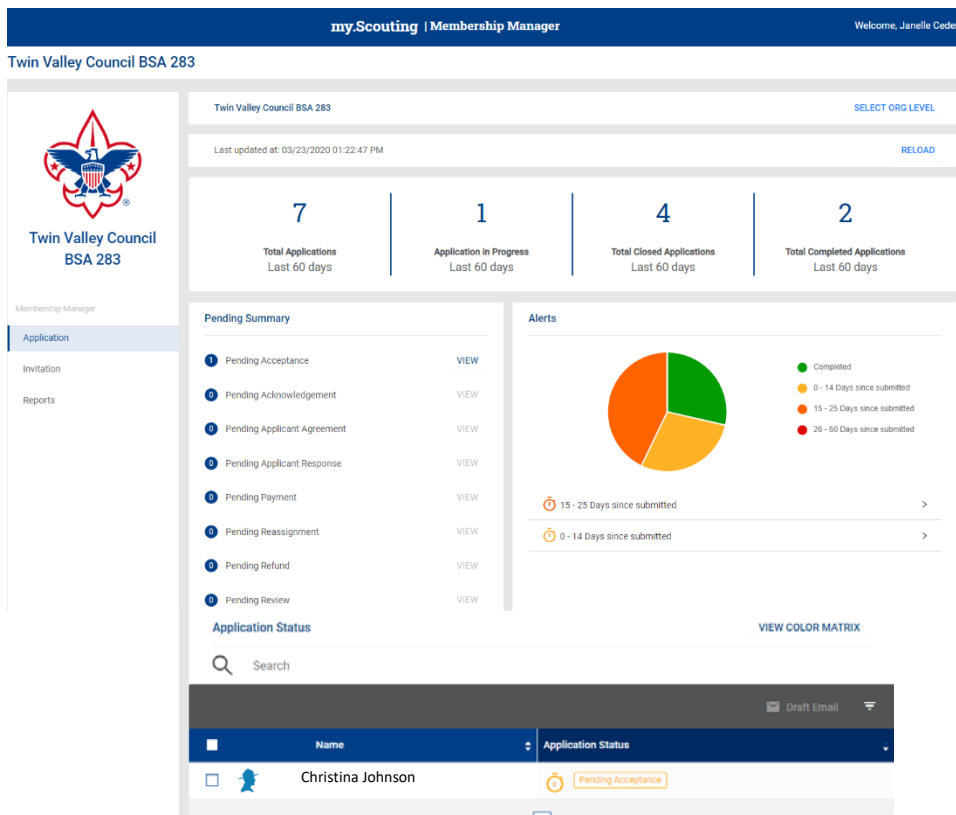 my.Scouting | Membership Manager
Welcome, Janelle Cede
Twin Valley Council BSA 283
Twin Valley Council BSA 283
SELECT ORG LEVEL
Last updated at: 03/23/2020 01:22:47 PM
RELOAD
Twin Valley Council
BSA 283
7
Total Applications
Last 60 days
1
Application in Progress
Last 60 days
4
Total Closed Applications
Last 60 days
2
Total Completed Applications
Last 60 days
Membership Manager
Application
Invitation
Reports
Pending Summary
1 Pending Acceptance VIEW
0 Pending Acknowledgement VIEW
0 Pending Applicant Agreement VIEW
0 Pending Applicant Response VIEW
0 Pending Payment VIEW
0 Pending Reassignment VIEW
0 Pending Refund VIEW
0 Pending Review VIEW
Alerts
Completed
0 - 14 Days since submitted
15 - 25 Days since submitted
26 - 60 Days since submitted
15 - 25 Days since submitted >
0 - 14 Days since submitted >
Application Status
VIEW COLOR MATRIX
Search
Draft Email
Name
Application Status
Christina Johnson
Pending Acceptance